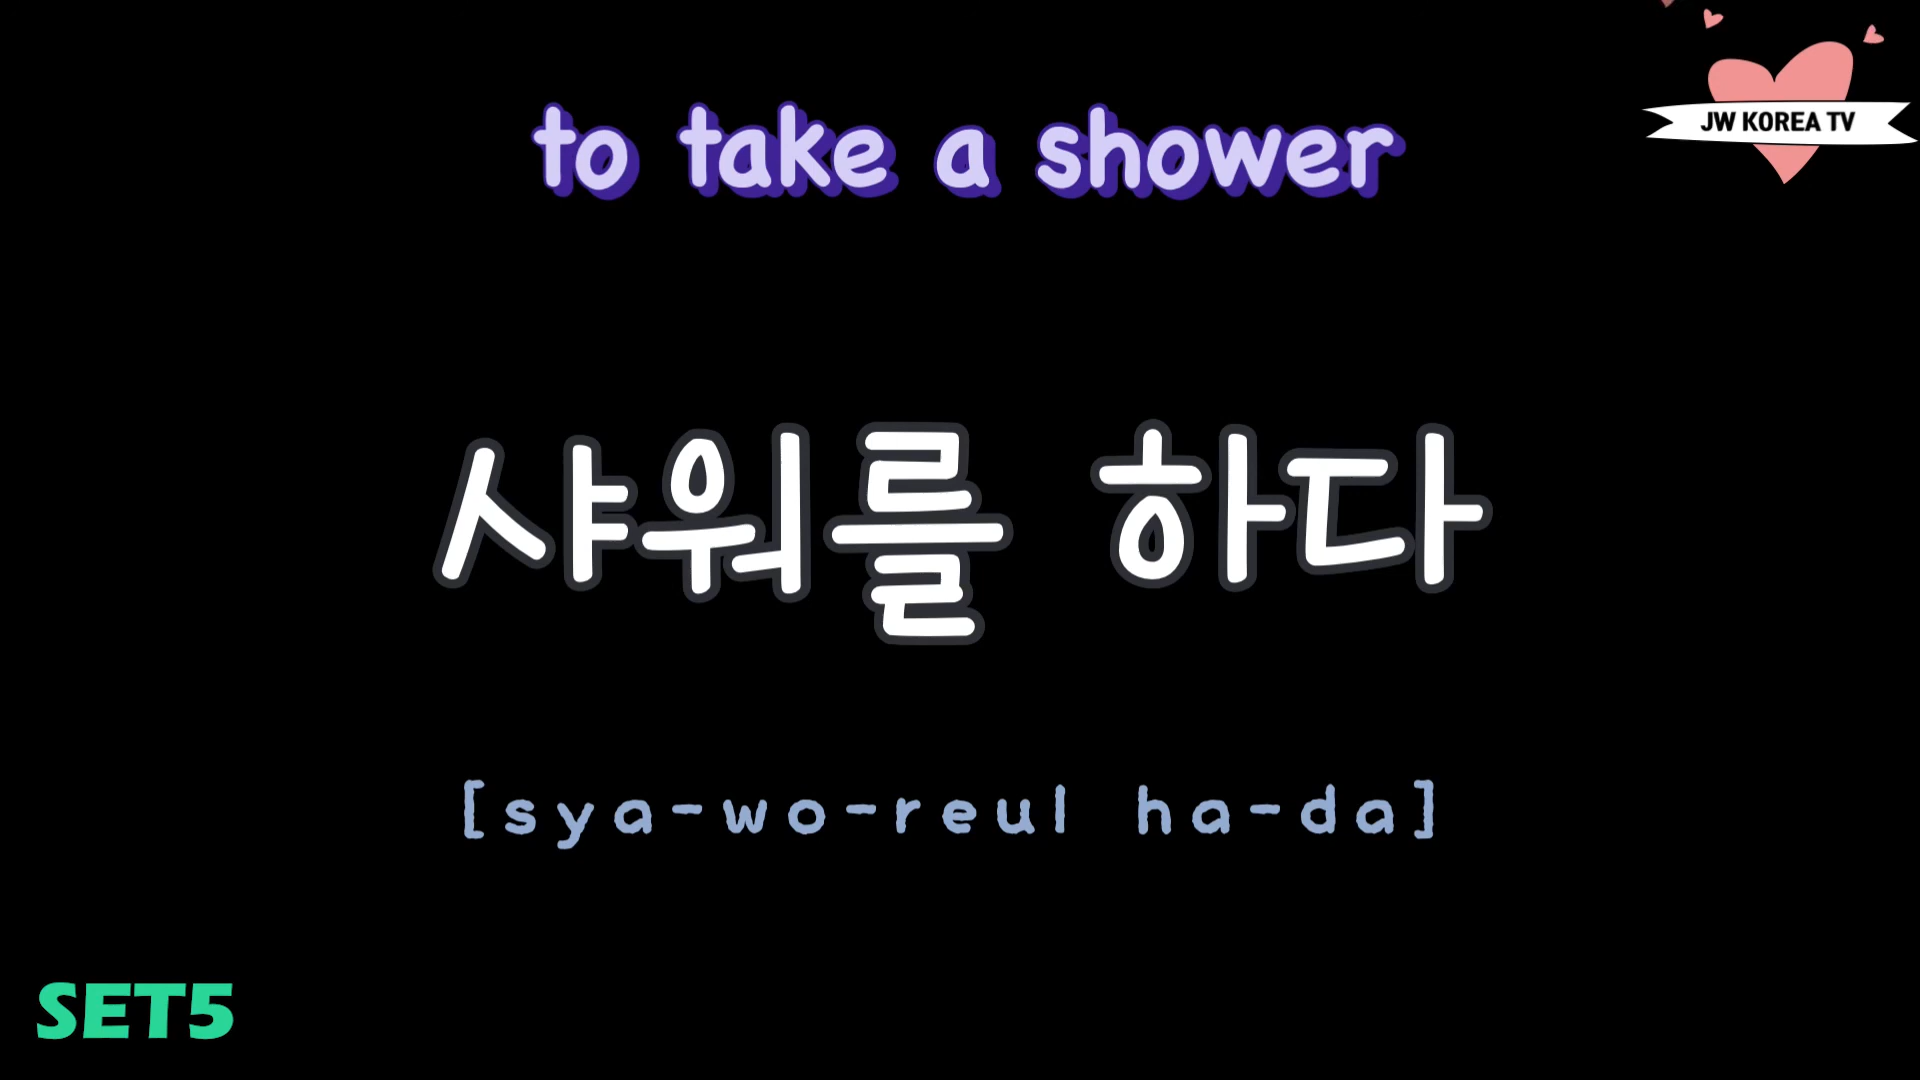 to take a shower
JW KOREA TV
샤워를 하다
[sya-wo-reul ha-da]
SET5